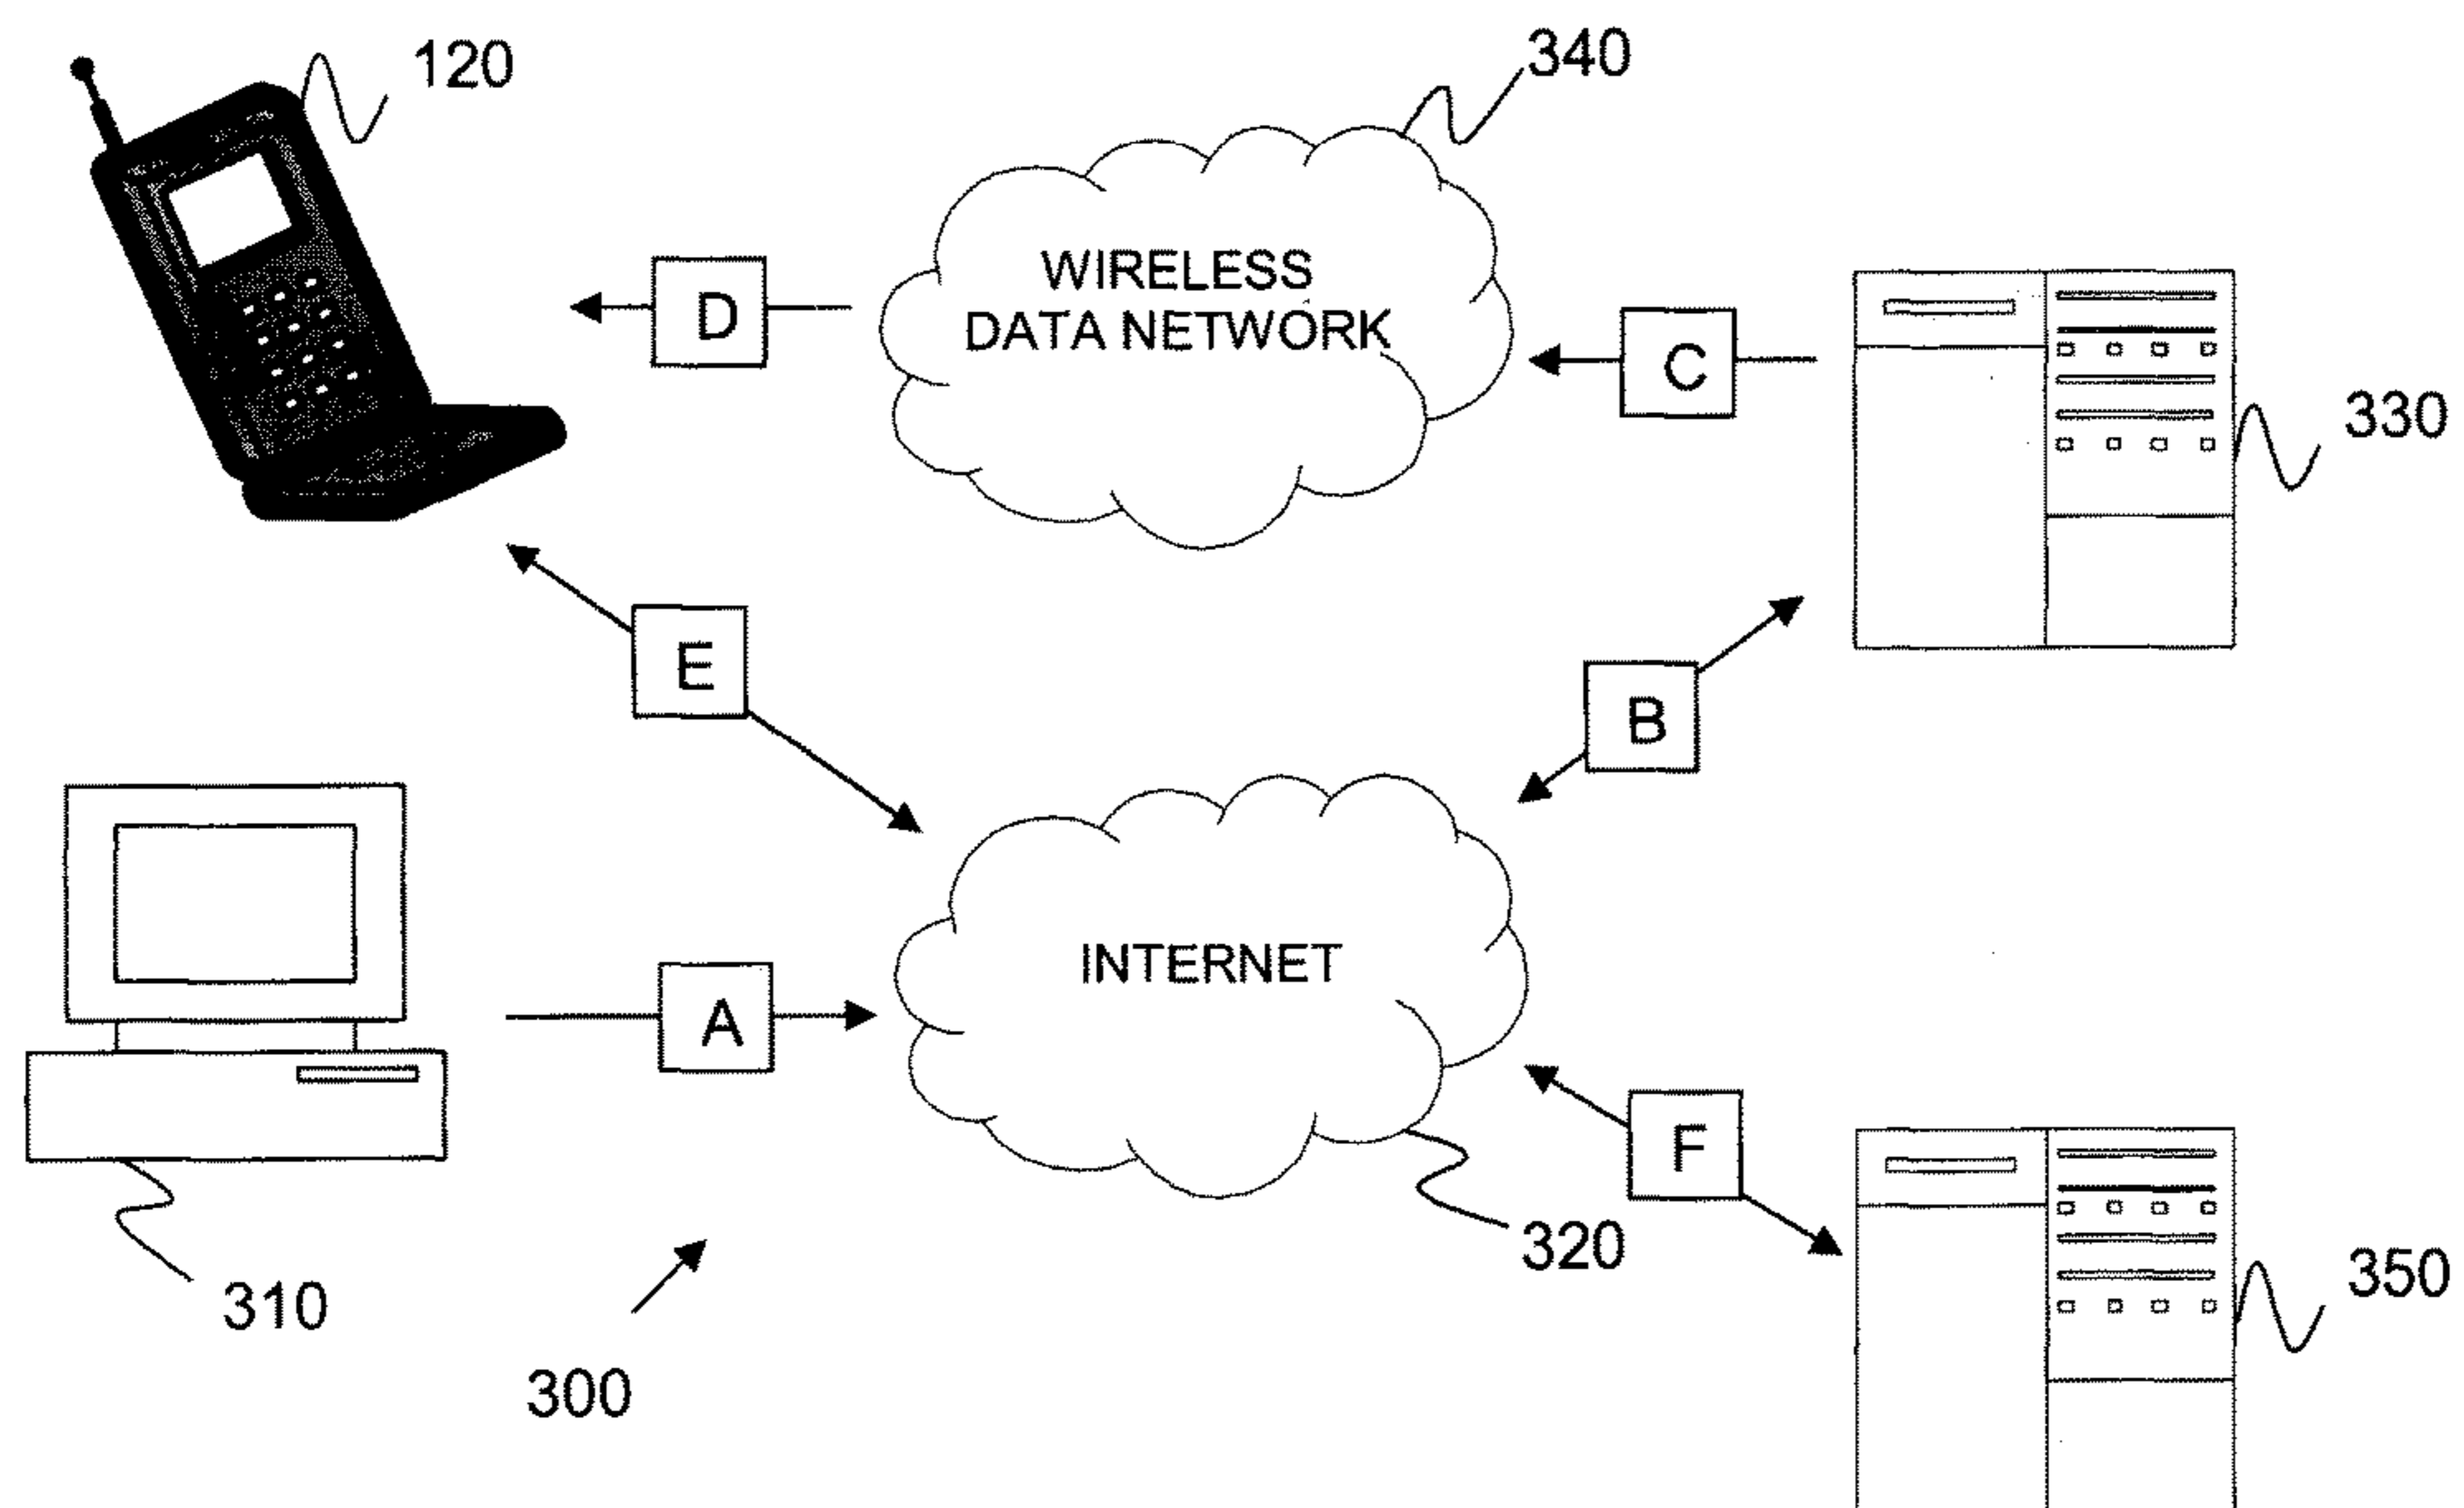 120
340
WIRELESS
DATA NETWORK
D
C
330
E
B
INTERNET
A
F
320
310
350
300